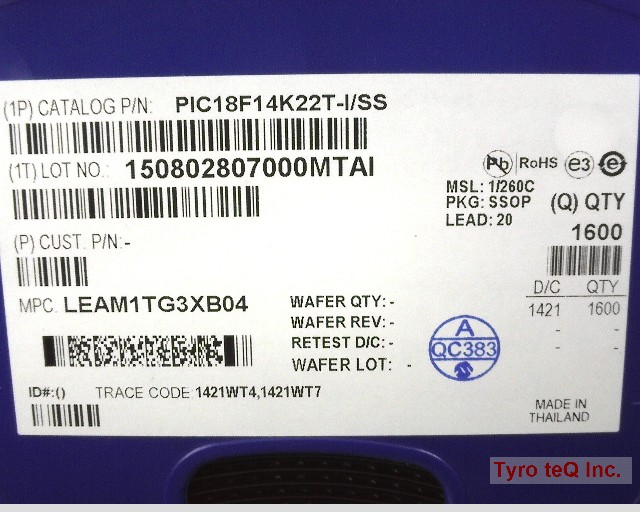 (1P) CATALOG P/N: PIC18F14K22T-I/SS
(1T) LOT NO.: 150802807000MTAI
Pb RoHS e3 e
MSL: 1/260C
PKG: SSOP
LEAD: 20
(Q) QTY
1600
(P) CUST. P/N:-
D/C QTY
1421 1600
- -
- -
MPC. LEAM1TG3XB04
WAFER QTY: -
WAFER REV: -
RETEST D/C: -
WAFER LOT: -
A
QC383
ID#:() TRACE CODE:1421WT4,1421WT7
MADE IN
THAILAND
Tyro teQ Inc.